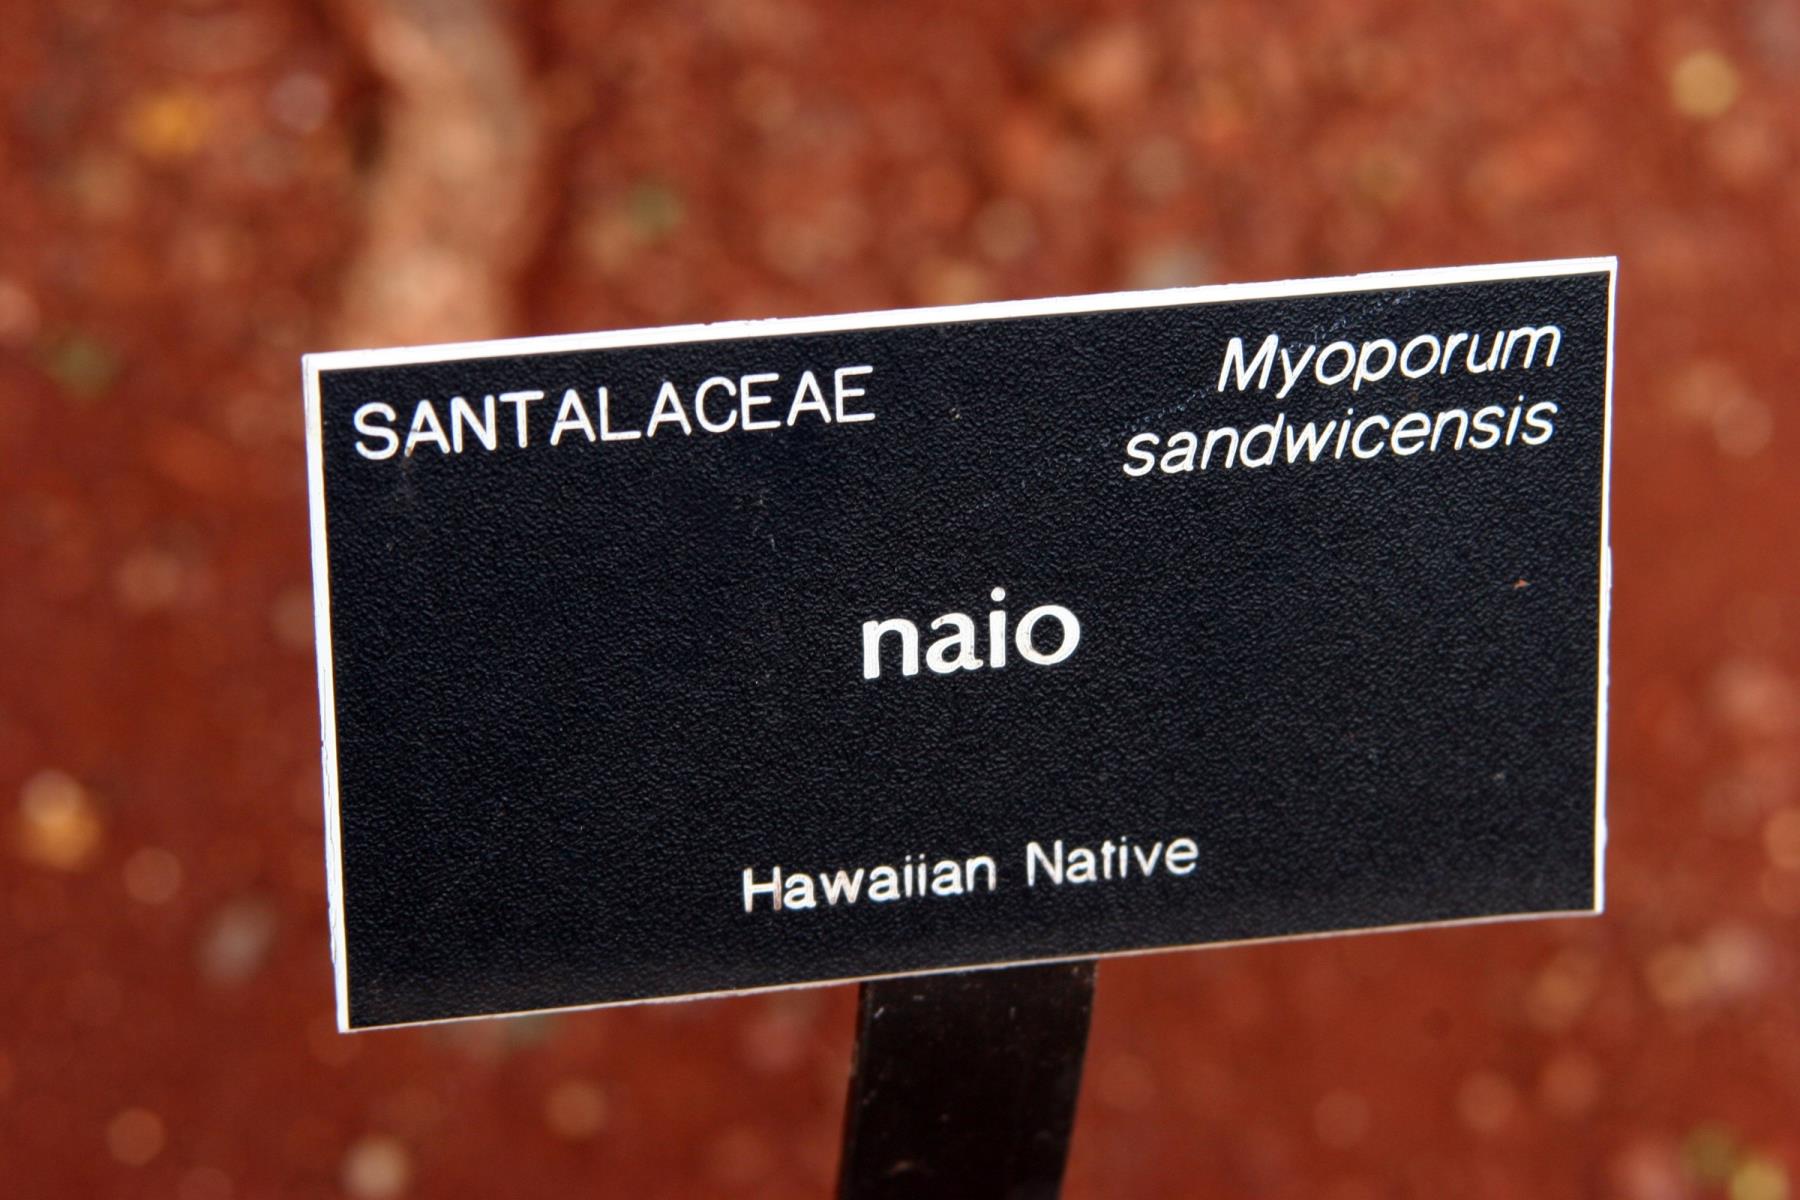 SANTALACEAE
Myoporum
sandwicensis
naio
Hawaiian Native